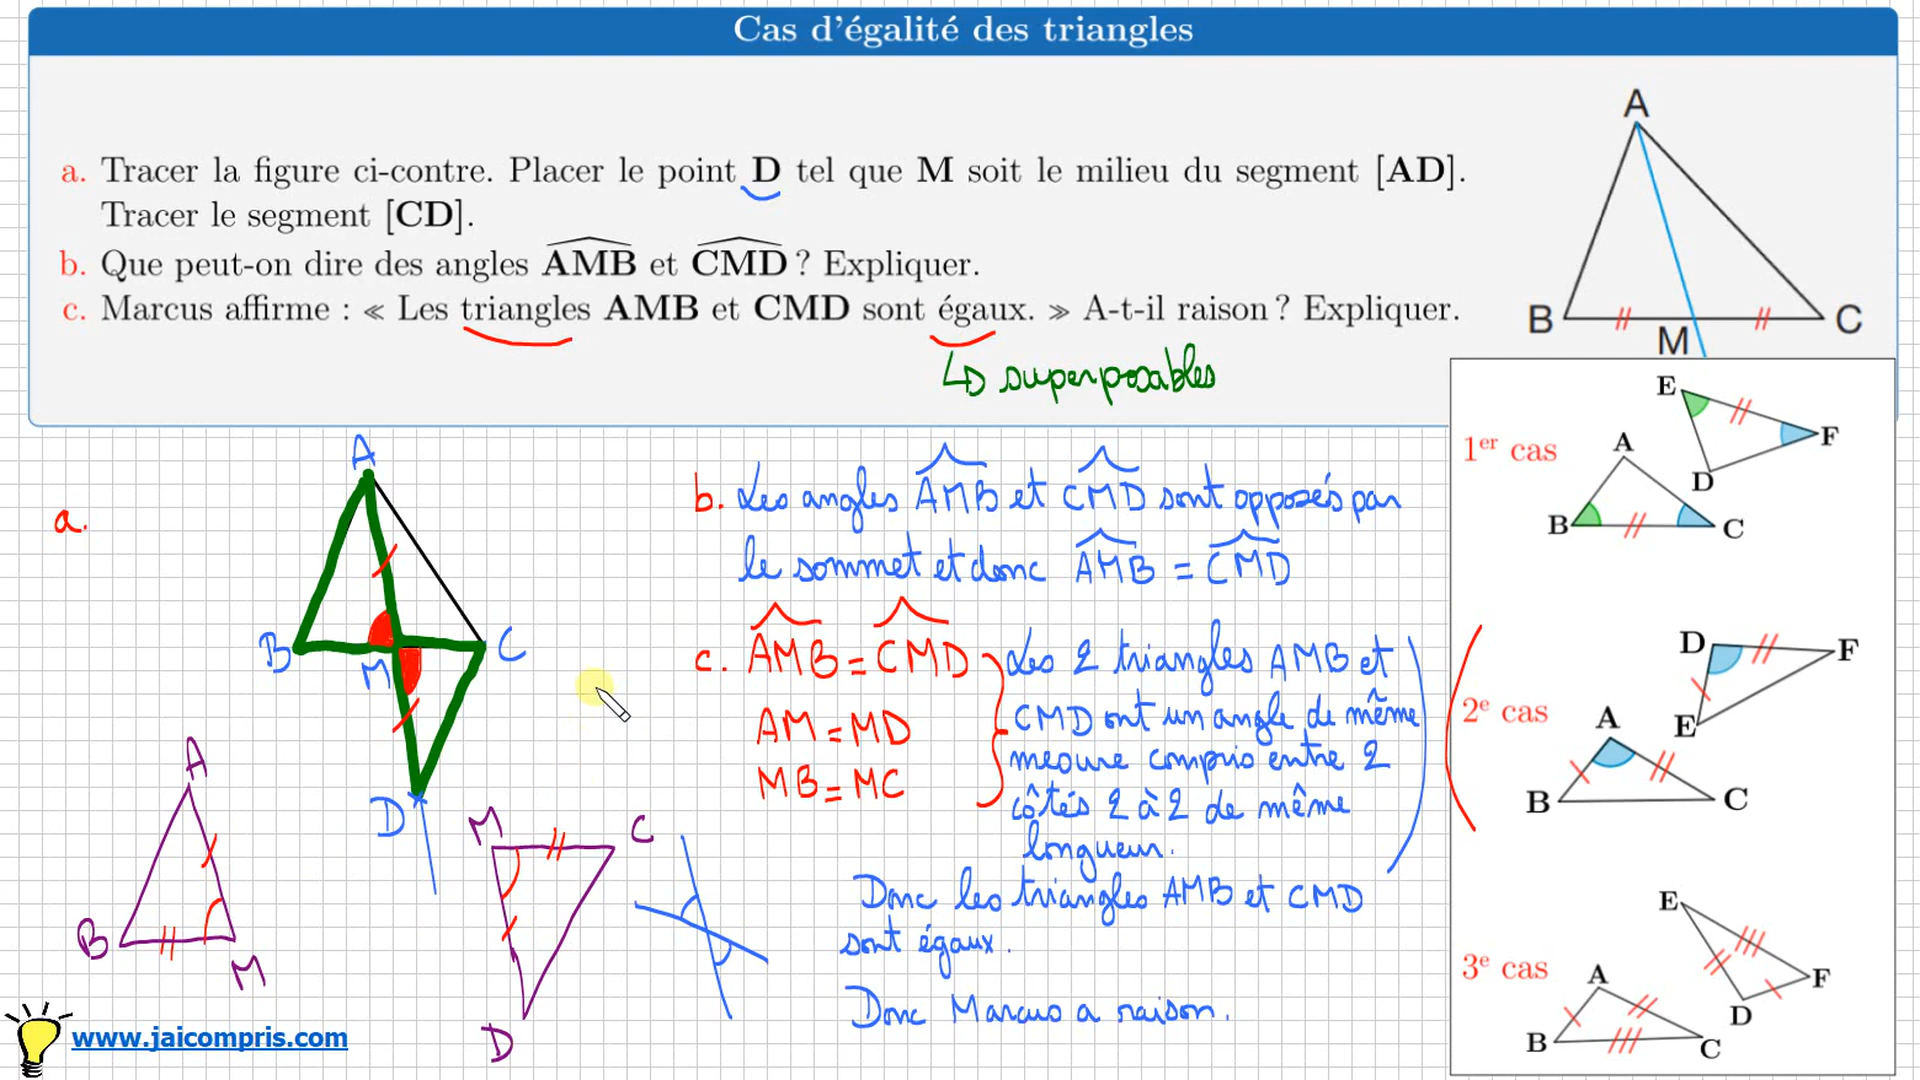 Cas d'égalité des triangles
a. Tracer la figure ci-contre. Placer le point D tel que M soit le milieu du segment [AD].
Tracer le segment [CD].
b. Que peut-on dire des angles AMB et CMD ? Expliquer.
c. Marcus affirme : « Les triangles AMB et CMD sont égaux. » A-t-il raison ? Expliquer.
↳ superposables
A
B
M
C
a.
A
B
M
C
D
A
B
M
M
C
D
b. Les angles AMB et CMD sont opposés par
le sommet et donc AMB = CMD
c. AMB = CMD
AM = MD
MB = MC
Les 2 triangles AMB et
CMD ont un angle de même
mesure compris entre 2
côtés 2 à 2 de même
longueur.
Donc les triangles AMB et CMD
sont égaux.
Donc Marcus a raison.
1er cas
E
F
D
A
B
C
2e cas
D
F
E
A
B
C
3e cas
E
F
D
A
B
C
www.jaicompris.com